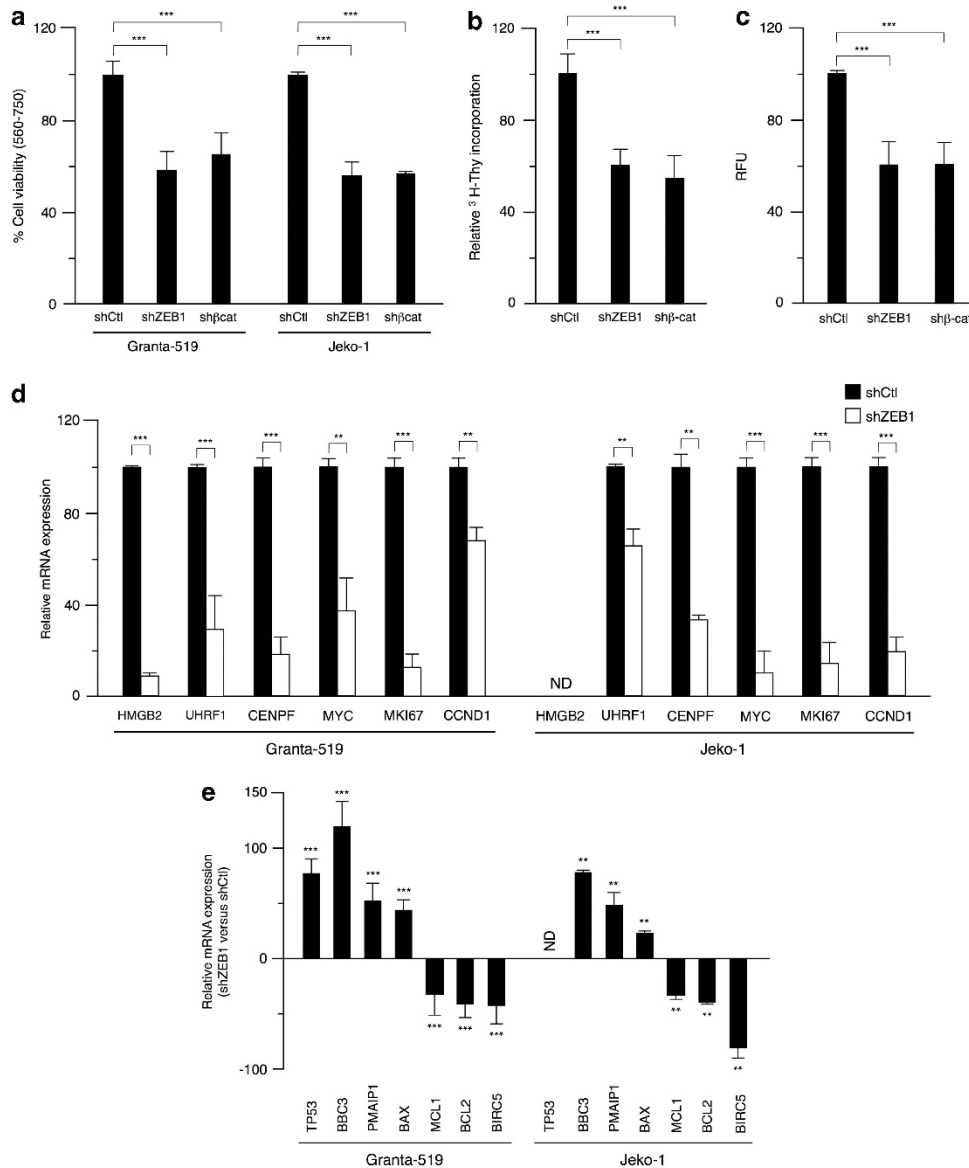 a
% Cell viability (560-750)
120
80
40
0
***
***
***
***
shCtl shZEB1 shβcat shCtl shZEB1 shβcat
Granta-519 Jeko-1
b
Relative ³ H-Thy incorporation
120
80
40
0
***
***
shCtl shZEB1 shβ-cat
c
RFU
120
80
40
0
***
***
shCtl shZEB1 shβ-cat
d
shCtl
shZEB1
Relative mRNA expression
120
80
40
0
*** *** *** ** *** ** ** ** *** *** ***
ND
HMGB2 UHRF1 CENPF MYC MKI67 CCND1 HMGB2 UHRF1 CENPF MYC MKI67 CCND1
Granta-519 Jeko-1
e
Relative mRNA expression
(shZEB1 versus shCtl)
150
100
50
0
-100
*** *** *** *** *** *** ***
ND ** ** ** ** ** **
TP53 BBC3 PMAIP1 BAX MCL1 BCL2 BIRC5 TP53 BBC3 PMAIP1 BAX MCL1 BCL2 BIRC5
Granta-519 Jeko-1